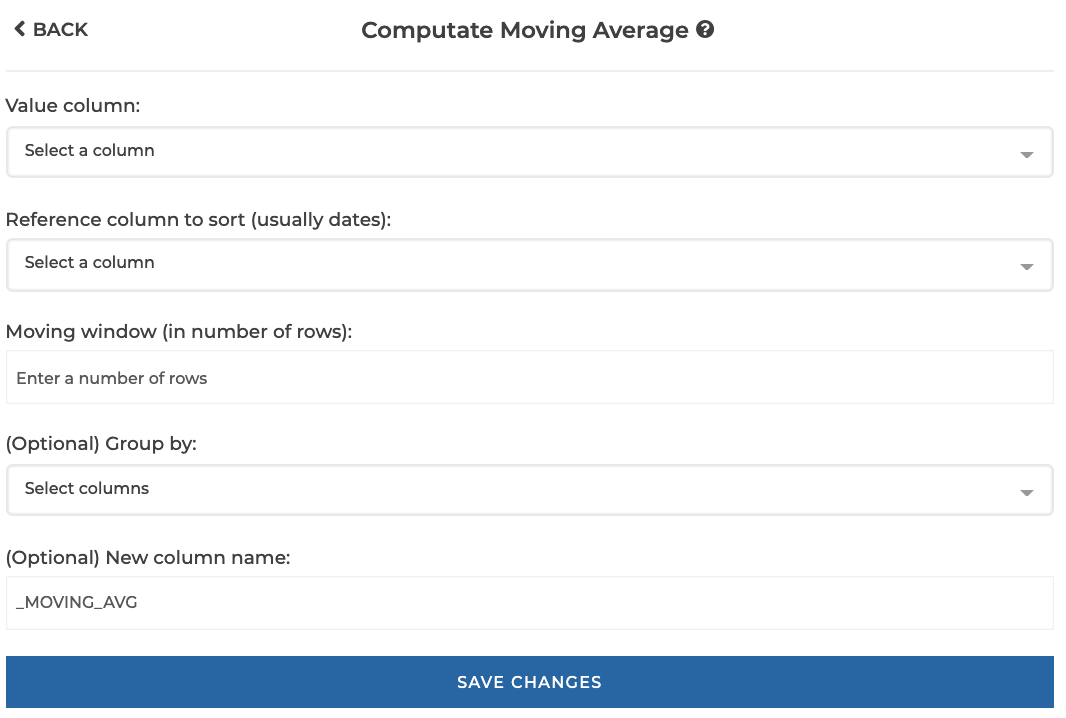 BACK
Computate Moving Average
Value column:
Select a column
Reference column to sort (usually dates):
Select a column
Moving window (in number of rows):
Enter a number of rows
(Optional) Group by:
Select columns
(Optional) New column name:
_MOVING_AVG
SAVE CHANGES